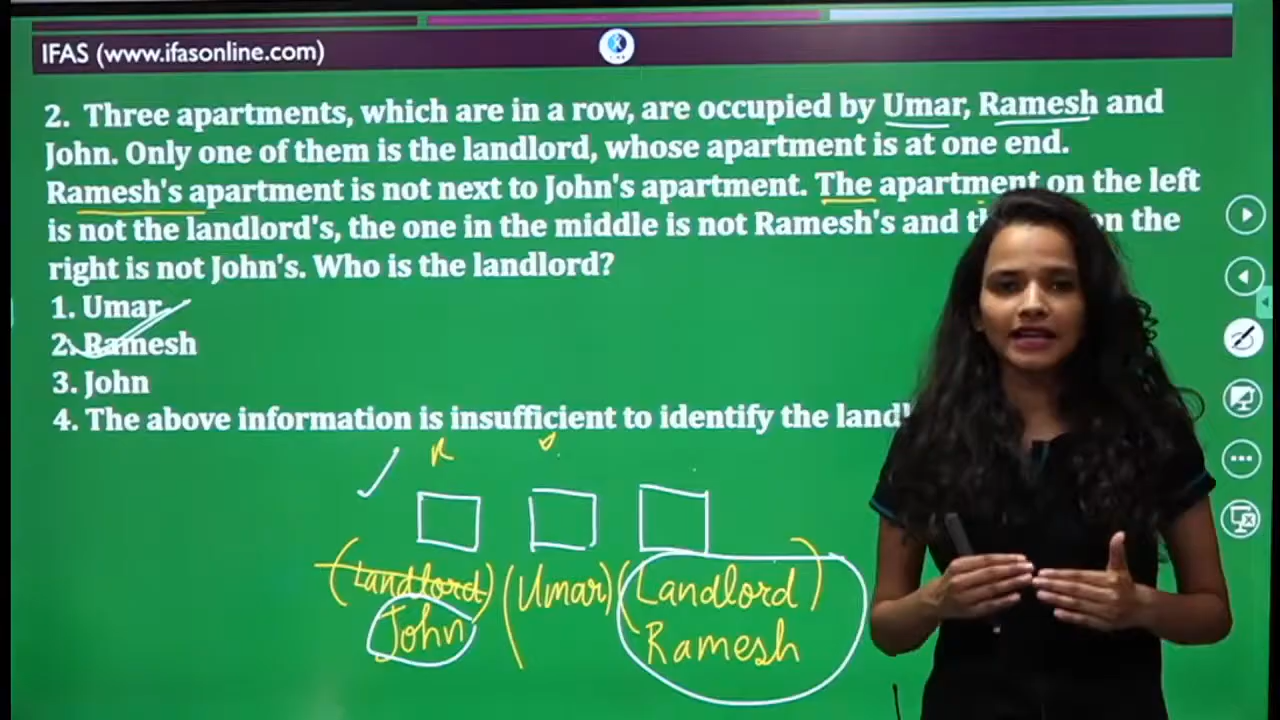 IFAS (www.ifasonline.com)
2. Three apartments, which are in a row, are occupied by Umar, Ramesh and
John. Only one of them is the landlord, whose apartment is at one end.
Ramesh's apartment is not next to John's apartment. The apartment on the left
is not the landlord's, the one in the middle is not Ramesh's and on the
right is not John's. Who is the landlord?
1. Umar
2. Ramesh
3. John
4. The above information is insufficient to identify the
(Landlord) (Umar) (Landlord)
John Ramesh